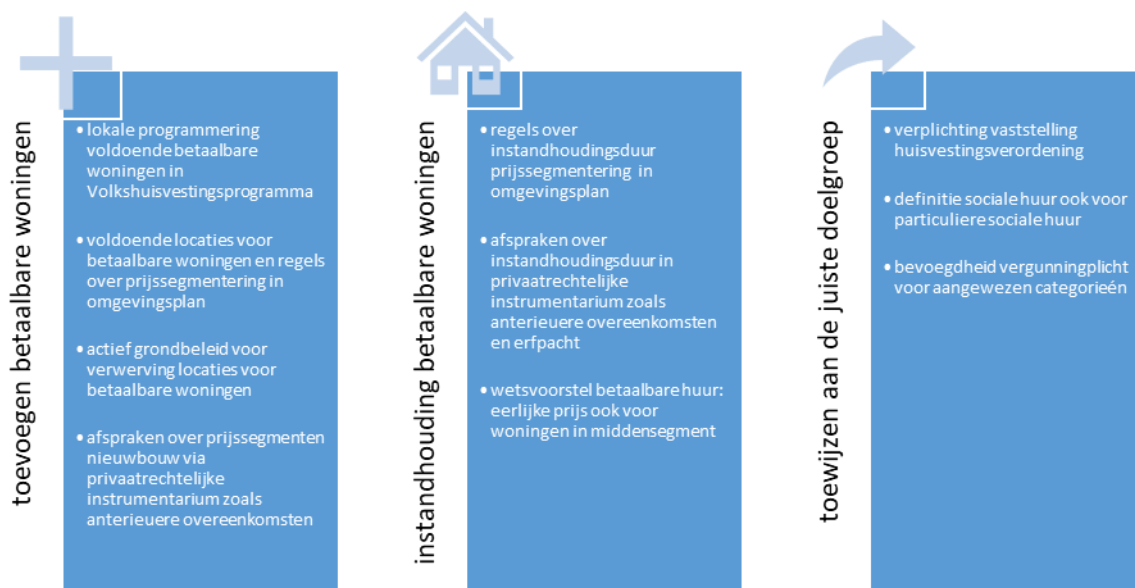 toevoegen betaalbare woningen
• lokale programmering
voldoende betaalbare
woningen in
Volkshuisvestingsprogramma
• voldoende locaties voor
betaalbare woningen en regels
over prijssegmentering in
omgevingsplan
• actief grondbeleid voor
verwerving locaties voor
betaalbare woningen
• afspraken over prijssegmenten
nieuwbouw via
privaatrechtelijke
instrumentarium zoals
anterieuere overeenkomsten
instandhouding betaalbare woningen
• regels over
instandhoudingsduur
prijssegmentering in
omgevingsplan
• afspraken over
instandhoudingsduur in
privaatrechtelijke
instrumentarium zoals
anterieuere overeenkomsten
en erfpacht
• wetsvoorstel betaalbare huur:
eerlijke prijs ook voor
woningen in middensegment
toewijzen aan de juiste doelgroep
• verplichting vaststelling
huisvestingsverordening
• definitie sociale huur ook voor
particuliere sociale huur
• bevoegdheid vergunningplicht
voor aangewezen categorieén